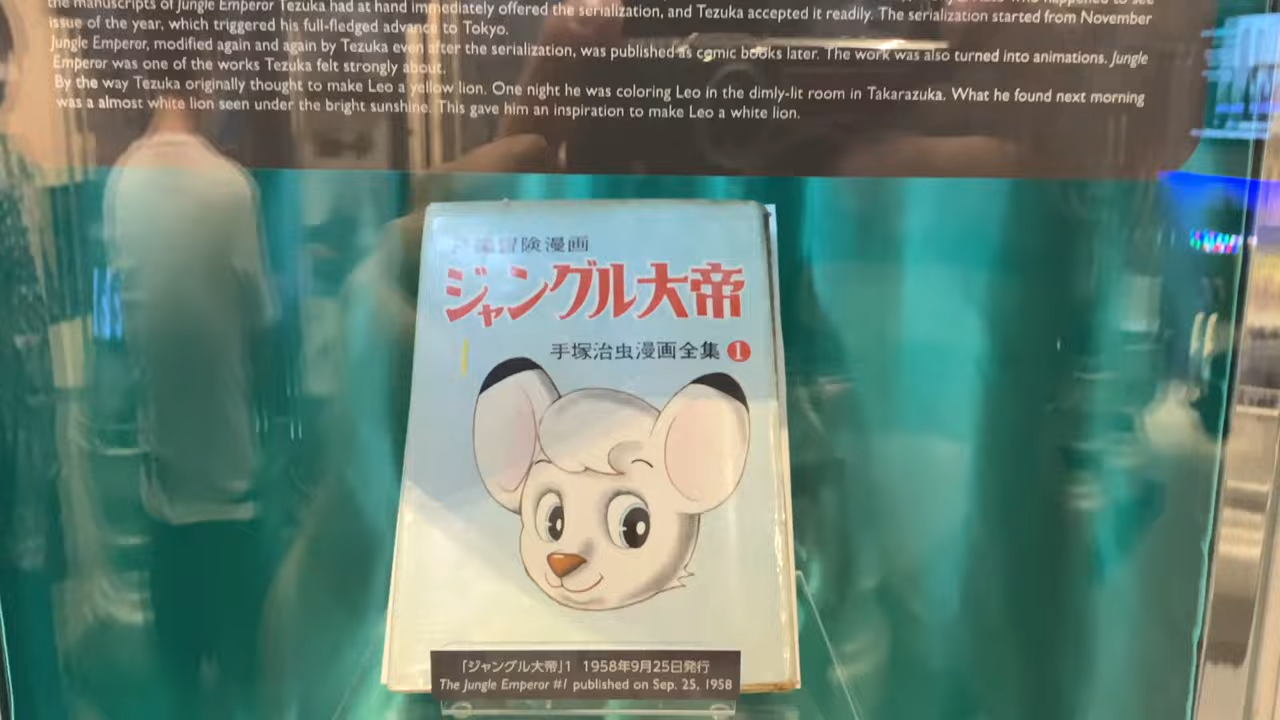 the manuscripts of Jungle Emperor Tezuka had at hand immediately offered the serialization, and Tezuka accepted it readily. The serialization started from November
issue of the year, which triggered his full-fledged advance to Tokyo.
Jungle Emperor, modified again and again by Tezuka even after the serialization, was published as comic books later. The work was also turned into animations. Jungle
Emperor was one of the works Tezuka felt strongly about.
By the way Tezuka originally thought to make Leo a yellow lion. One night he was coloring Leo in the dimly-lit room in Takarazuka. What he found next morning
was a almost white lion seen under the bright sunshine. This gave him an inspiration to make Leo a white lion.
冒険漫画
ジャングル大帝
手塚治虫漫画全集 1
「ジャングル大帝」1 1958年9月25日発行
The Jungle Emperor #1 published on Sep. 25, 1958